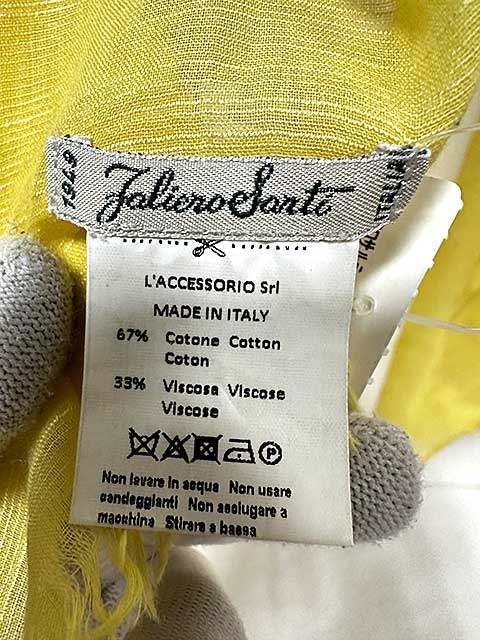 1949
Faliero Sarti
ITALIA
L'ACCESSORIO Srl
MADE IN ITALY
67% Cotone Cotton
Coton
33% Viscosa Viscose
Viscose
P
Non lavare in acqua Non usare
candeggianti Non asciugare a
macchina Stirare a bassa